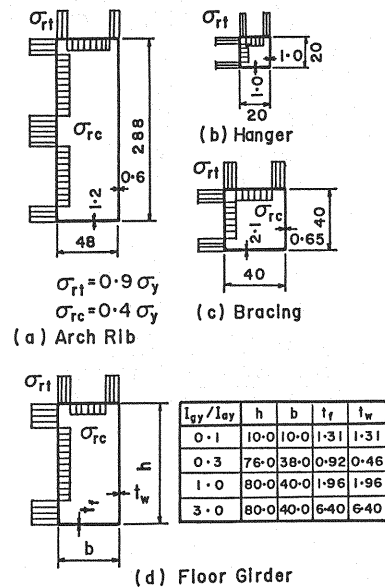 σrt
σrc
288
0.6
1.2
48
σrt=0.9 σy
σrc=0.4 σy
(a) Arch Rib
σrt
1.0
20
1.0
20
(b) Hanger
σrt
σrc
40
2.1
0.65
40
(c) Bracing
σrt
σrc
h
tf
tw
b
Igy/Iay h b tf tw
0.1 10.0 10.0 1.31 1.31
0.3 76.0 38.0 0.92 0.46
1.0 80.0 40.0 1.96 1.96
3.0 80.0 40.0 6.40 6.40
(d) Floor Girder